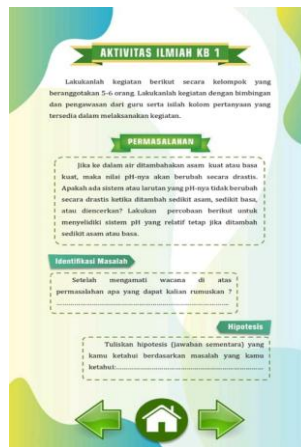 AKTIVITAS ILMIAH KB 1
Lakukanlah kegiatan berikut secara kelompok yang
beranggotakan 5-6 orang. Lakukanlah kegiatan dengan bimbingan
dan pengawasan dari guru serta isilah kolom pertanyaan yang
tersedia dalam melaksanakan kegiatan.
PERMASALAHAN
Jika ke dalam air ditambahakan asam kuat atau basa
kuat, maka nilai pH-nya akan berubah secara drastis.
Apakah ada sistem atau larutan yang pH-nya tidak berubah
secara drastis ketika ditambah sedikit asam, sedikit basa,
atau diencerkan? Lakukan percobaan berikut untuk
menyelidiki sistem pH yang relatif tetap jika ditambah
sedikit asam atau basa.
Identifikasi Masalah
Setelah mengamati wacana di atas
permasalahan apa yang dapat kalian rumuskan ?
Hipotesis
Tuliskan hipotesis (jawaban sementara) yang
kamu ketahui berdasarkan masalah yang kamu
ketahui: